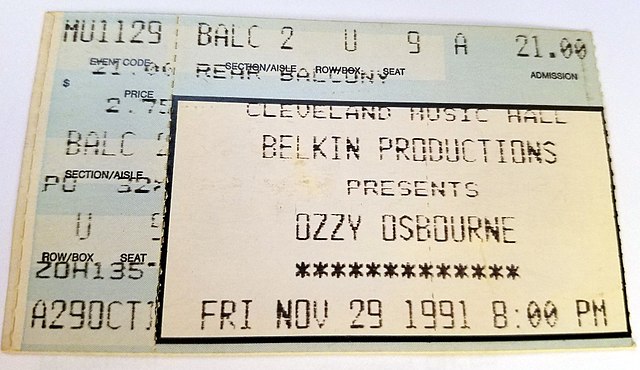 MU1129 BALC 2 U 9 A 21.00
EVENT CODE SECTION/AISLE ROW/BOX SEAT ADMISSION
21.00 REAR BALCONY
$ PRICE
2.75 CLEVELAND MUSIC HALL
BALC 2 BELKIN PRODUCTIONS
SECTION/AISLE
PO 32X PRESENTS
U 9 OZZY OSBOURNE
ROW/BOX SEAT
ZOH135 *************
A29OCT1 FRI NOV 29 1991 8:00 PM